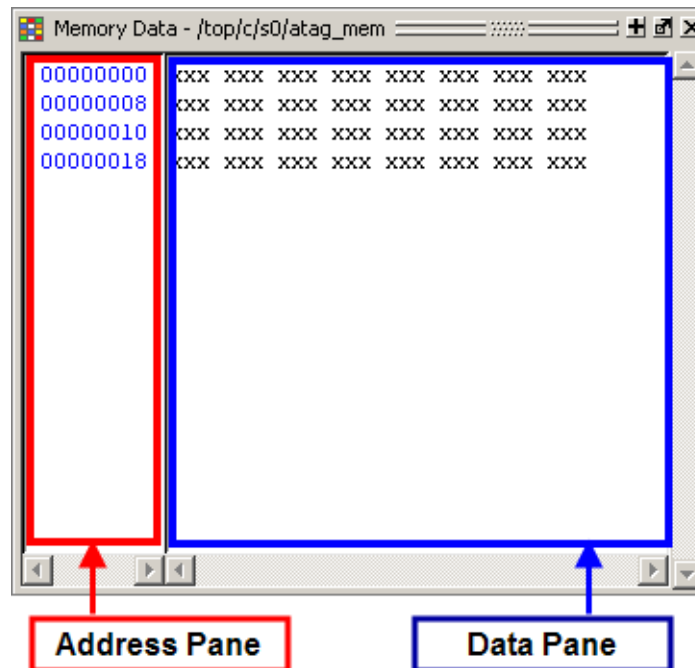 Memory Data - /top/c/s0/atag_mem
00000000 xxx xxx xxx xxx xxx xxx xxx xxx
00000008 xxx xxx xxx xxx xxx xxx xxx xxx
00000010 xxx xxx xxx xxx xxx xxx xxx xxx
00000018 xxx xxx xxx xxx xxx xxx xxx xxx
Address Pane Data Pane